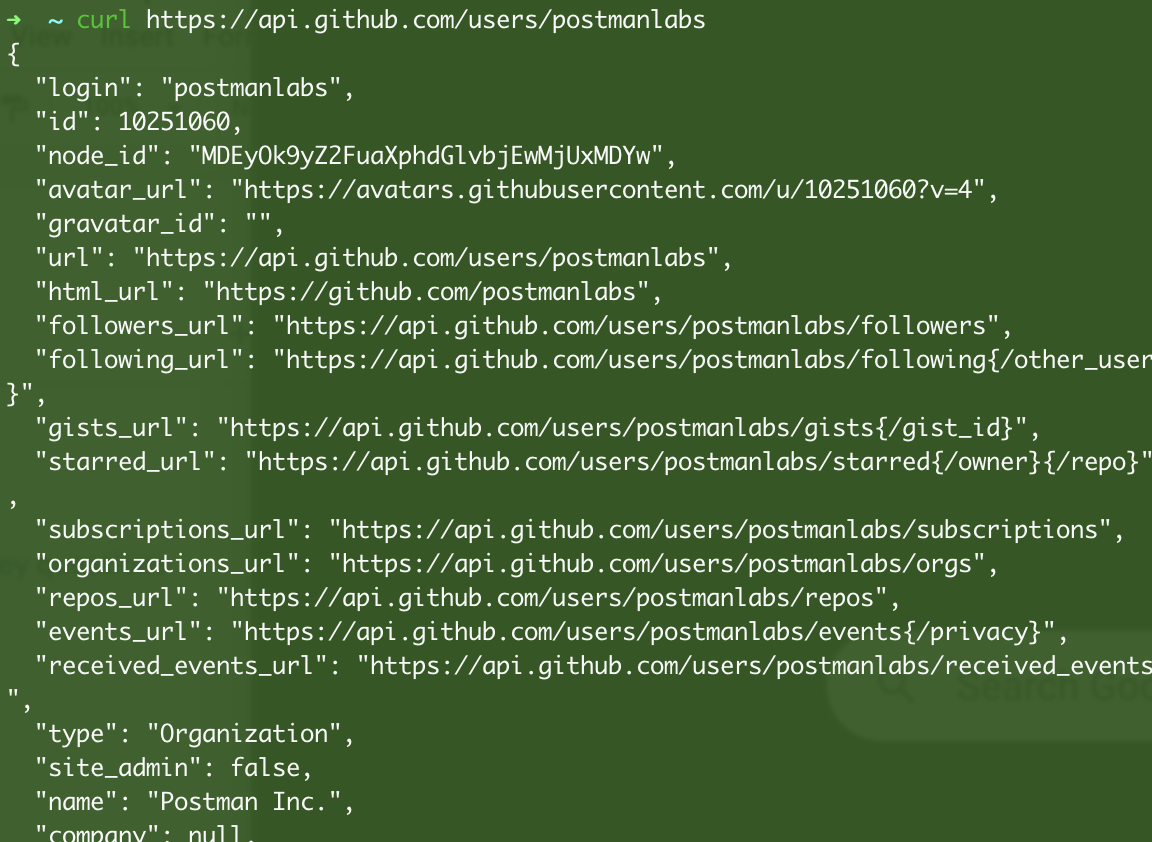 ➜  ~ curl https://api.github.com/users/postmanlabs
{
  "login": "postmanlabs",
  "id": 10251060,
  "node_id": "MDEyOk9yZ2FuaXphdGlvbjEwMjUxMDYw",
  "avatar_url": "https://avatars.githubusercontent.com/u/10251060?v=4",
  "gravatar_id": "",
  "url": "https://api.github.com/users/postmanlabs",
  "html_url": "https://github.com/postmanlabs",
  "followers_url": "https://api.github.com/users/postmanlabs/followers",
  "following_url": "https://api.github.com/users/postmanlabs/following{/other_user
}",
  "gists_url": "https://api.github.com/users/postmanlabs/gists{/gist_id}",
  "starred_url": "https://api.github.com/users/postmanlabs/starred{/owner}{/repo}"
,
  "subscriptions_url": "https://api.github.com/users/postmanlabs/subscriptions",
  "organizations_url": "https://api.github.com/users/postmanlabs/orgs",
  "repos_url": "https://api.github.com/users/postmanlabs/repos",
  "events_url": "https://api.github.com/users/postmanlabs/events{/privacy}",
  "received_events_url": "https://api.github.com/users/postmanlabs/received_events
",
  "type": "Organization",
  "site_admin": false,
  "name": "Postman Inc.",
  "company": null,
View Insert
Search